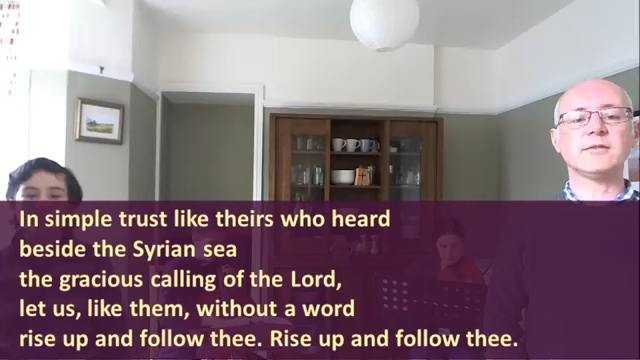 In simple trust like theirs who heard
beside the Syrian sea
the gracious calling of the Lord,
let us, like them, without a word
rise up and follow thee. Rise up and follow thee.